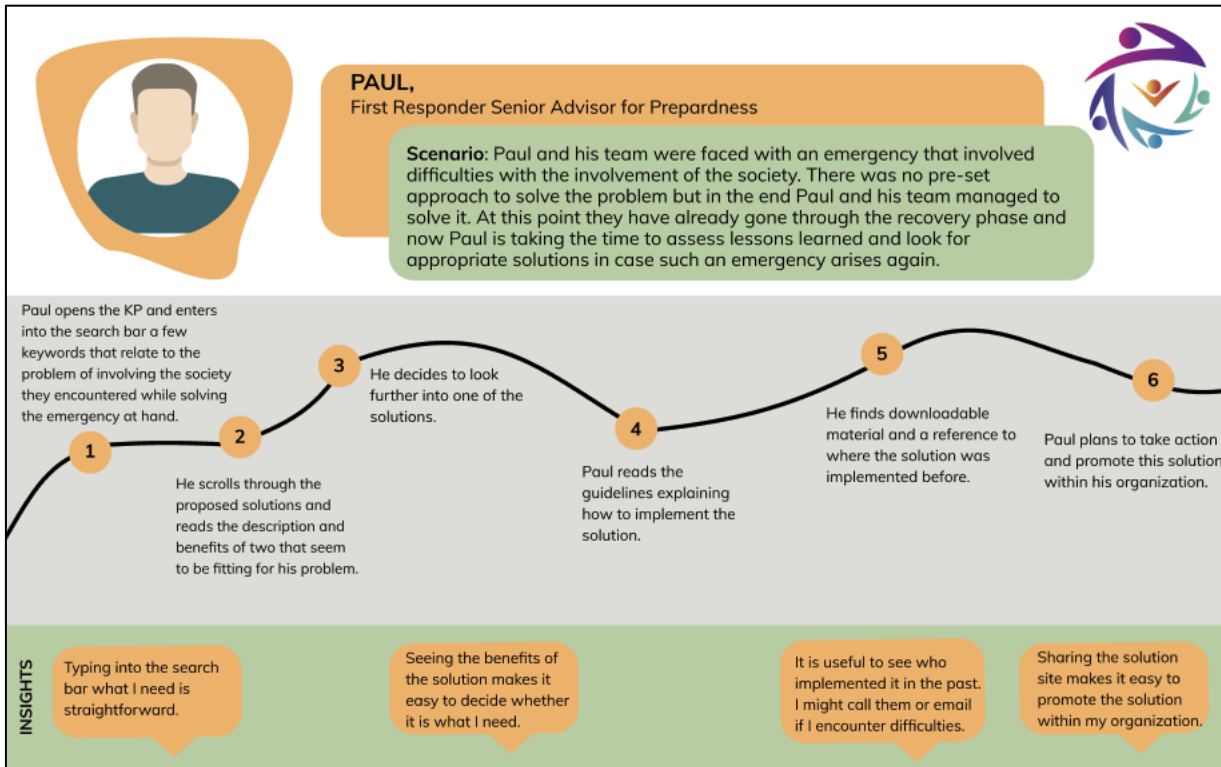 PAUL,
First Responder Senior Advisor for Prepardness
Scenario: Paul and his team were faced with an emergency that involved
difficulties with the involvement of the society. There was no pre-set
approach to solve the problem but in the end Paul and his team managed to
solve it. At this point they have already gone through the recovery phase and
now Paul is taking the time to assess lessons learned and look for
appropriate solutions in case such an emergency arises again.
Paul opens the KP and enters
into the search bar a few
keywords that relate to the
problem of involving the society
they encountered while solving
the emergency at hand.
1
2
He scrolls through the
proposed solutions and
reads the description and
benefits of two that seem
to be fitting for his problem.
3
He decides to look
further into one of the
solutions.
4
Paul reads the
guidelines explaining
how to implement the
solution.
5
He finds downloadable
material and a reference to
where the solution was
implemented before.
6
Paul plans to take action
and promote this solution
within his organization.
INSIGHTS
Typing into the search
bar what I need is
straightforward.
Seeing the benefits of
the solution makes it
easy to decide whether
it is what I need.
It is useful to see who
implemented it in the past.
I might call them or email
if I encounter difficulties.
Sharing the solution
site makes it easy to
promote the solution
within my organization.